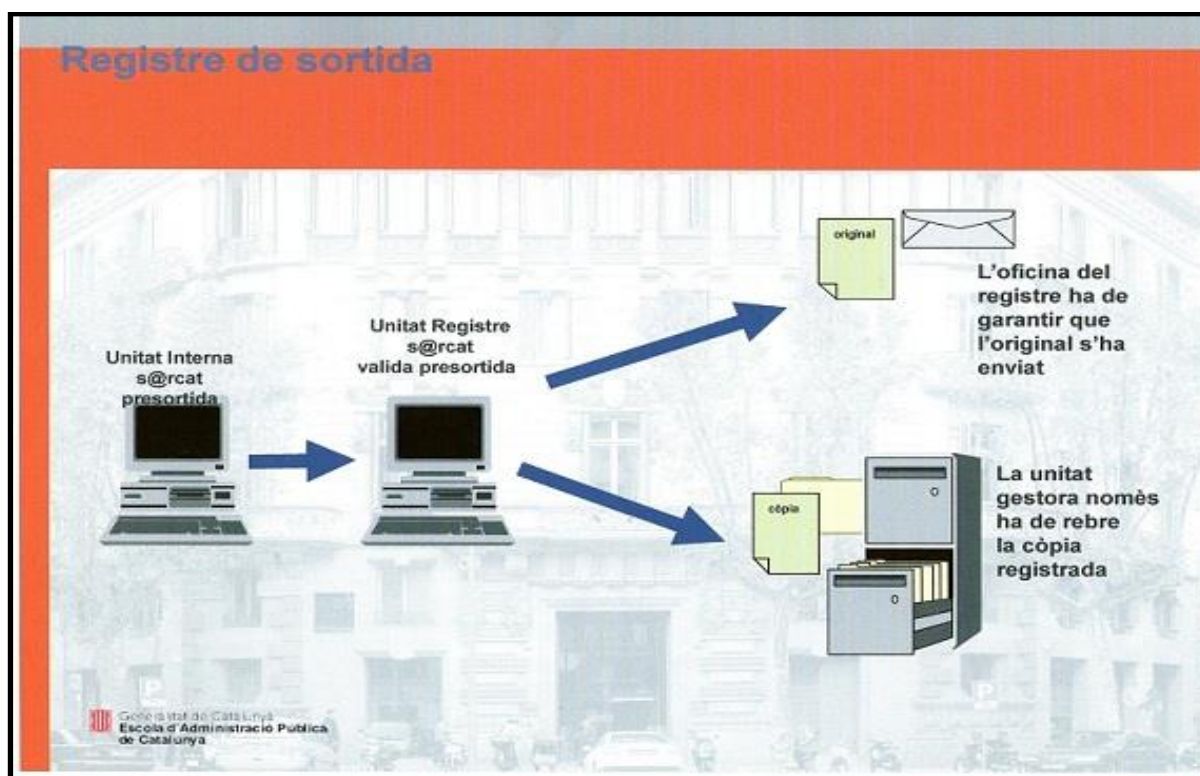 Registre de sortida
original
L'oficina del
registre ha de
garantir que
l'original s'ha
enviat
Unitat Registre
s@rcat
valida presortida
Unitat Interna
s@rcat
presortida
La unitat
gestora nomès
ha de rebre
la còpia
registrada
còpia
Generalitat de Catalunya
Escola d'Administració Publica
de Catalunya